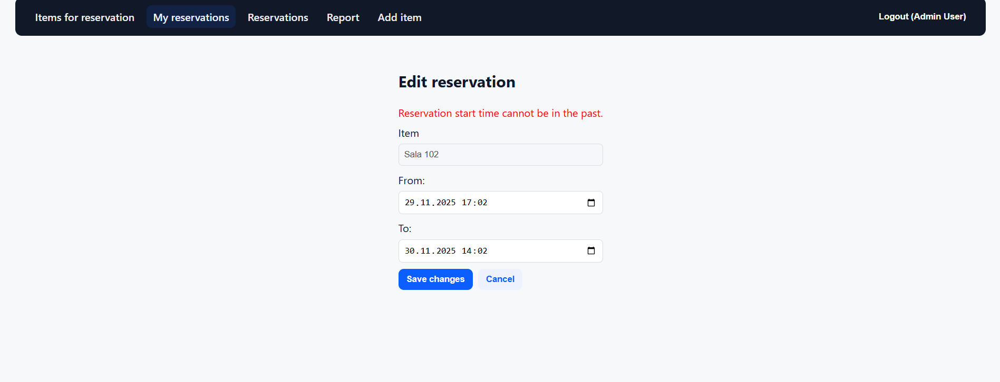 Items for reservation My reservations Reservations Report Add item Logout (Admin User)
Edit reservation
Reservation start time cannot be in the past.
Item
Sala 102
From:
29.11.2025 17:02
To:
30.11.2025 14:02
Save changes Cancel